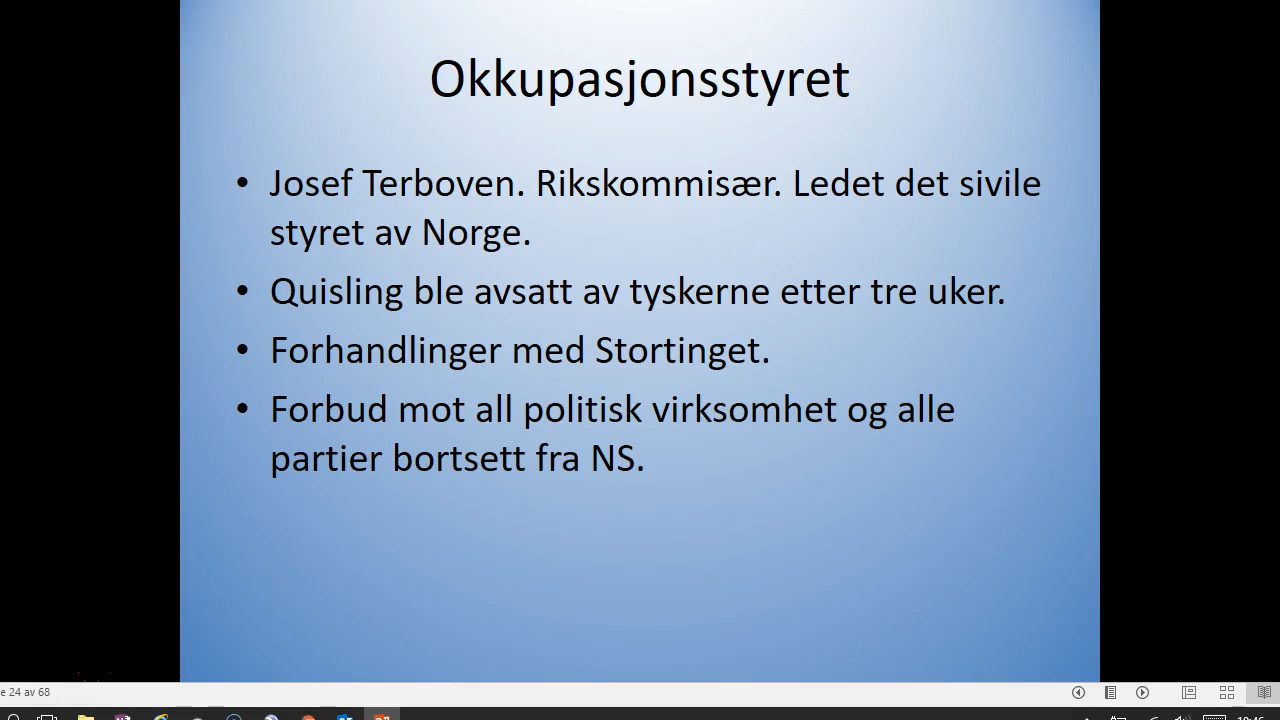 Okkupasjonsstyret
• Josef Terboven. Rikskommisær. Ledet det sivile
styret av Norge.
• Quisling ble avsatt av tyskerne etter tre uker.
• Forhandlinger med Stortinget.
• Forbud mot all politisk virksomhet og alle
partier bortsett fra NS.
e 24 av 68